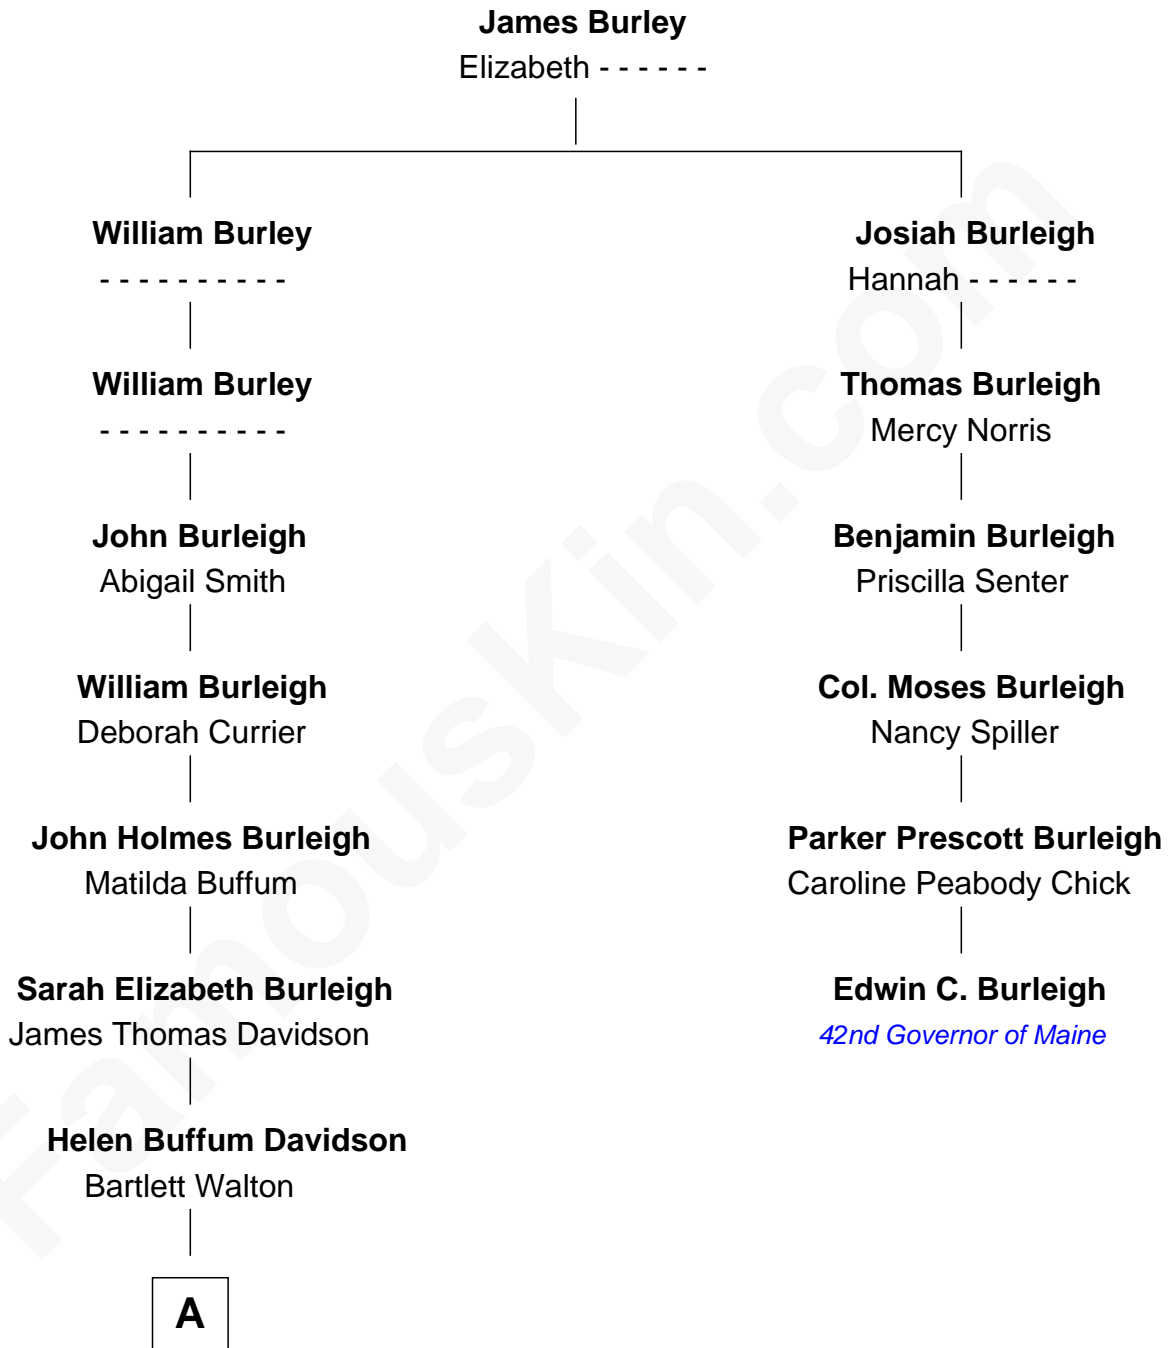 James Burley
Elizabeth - - - - - -
William Burley
- - - - - - - - - -
William Burley
- - - - - - - - - -
John Burleigh
Abigail Smith
William Burleigh
Deborah Currier
John Holmes Burleigh
Matilda Buffum
Sarah Elizabeth Burleigh
James Thomas Davidson
Helen Buffum Davidson
Bartlett Walton
A
Josiah Burleigh
Hannah - - - - - -
Thomas Burleigh
Mercy Norris
Benjamin Burleigh
Priscilla Senter
Col. Moses Burleigh
Nancy Spiller
Parker Prescott Burleigh
Caroline Peabody Chick
Edwin C. Burleigh
42nd Governor of Maine
FamousKin.com